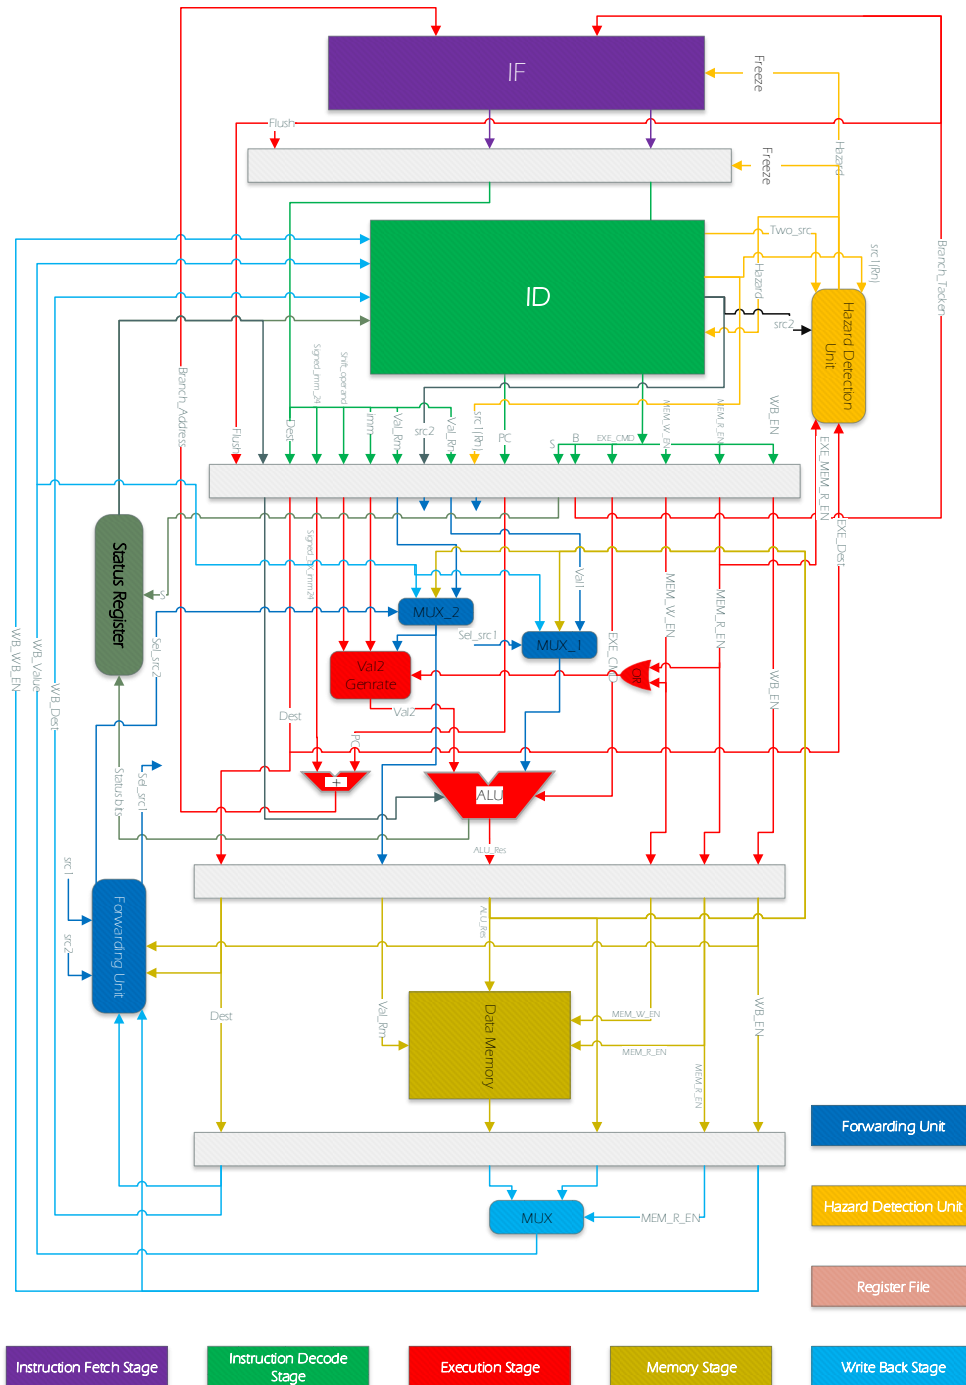 IF
Freeze
Flush
Hazard
Freeze
Two_src
src1(Rn)
Branch_Tacken
ID
Hazard
src2
Hazard Detection
Unit
Signed_imm_24
Shift_operand
Branch_Address
Flush
Dest
imm
Val_Rm
src2
Val_Rn
src1(Rn)
PC
S
B
EXE_CMD
MEM_W_EN
MEM_R_EN
WB_EN
EXE_MEM_R_EN
EXE_Dest
Status Register
S
Signed_EX_imm24
Val1
MUX_2
MUX_1
Sel_src1
Sel_src2
EXE_CMD
MEM_W_EN
MEM_R_EN
WB_EN
WB_WB_EN
WB_Value
WB_Dest
Val2
Genrate
OR
Val2
Dest
PC
+
ALU
Status bits
Sel_src1
ALU_Res
src1
src2
Forwarding Unit
ALU_Res
Dest
Val_Rm
Data Memory
MEM_W_EN
MEM_R_EN
MEM_R_EN
WB_EN
MUX
MEM_R_EN
Forwarding Unit
Hazard Detection Unit
Register File
Instruction Fetch Stage
Instruction Decode
Stage
Execution Stage
Memory Stage
Write Back Stage